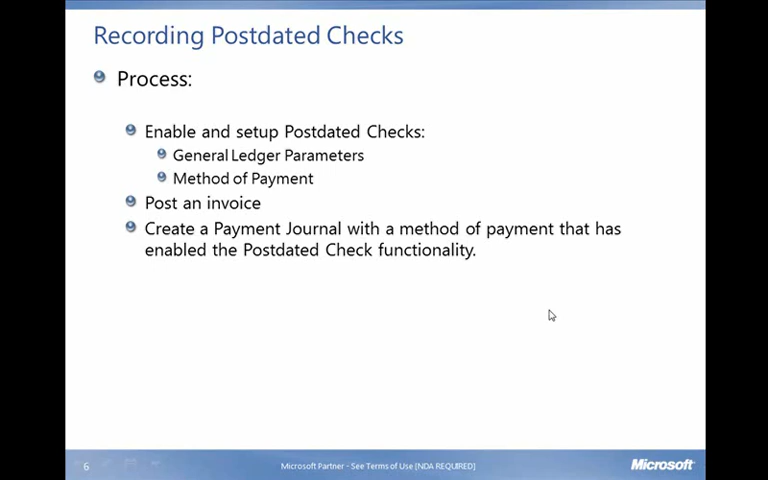 Recording Postdated Checks
Process:
Enable and setup Postdated Checks:
General Ledger Parameters
Method of Payment
Post an invoice
Create a Payment Journal with a method of payment that has
enabled the Postdated Check functionality.
6
Microsoft Partner - See Terms of Use [NDA REQUIRED]
Microsoft